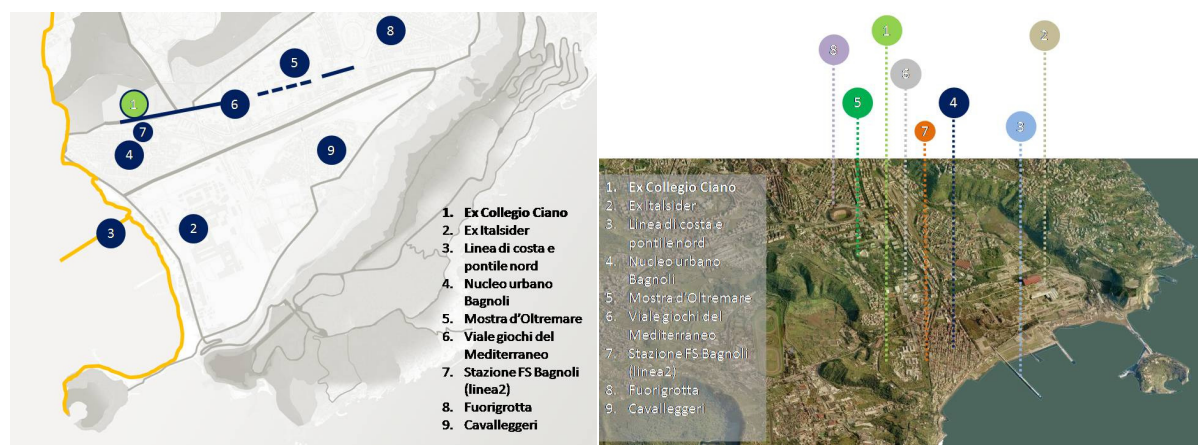 8
5
1
6
7
4
9
3
2
1. Ex Collegio Ciano
2. Ex Italsider
3. Linea di costa e
pontile nord
4. Nucleo urbano
Bagnoli
5. Mostra d'Oltremare
6. Viale giochi del
Mediterraneo
7. Stazione FS Bagnoli
(linea2)
8. Fuorigrotta
9. Cavalleggeri
1
2
8
6
5
4
7
3
1. Ex Collegio Ciano
2. Ex Italsider
3. Linea di costa e
pontile nord
4. Nucleo urbano
Bagnoli
5. Mostra d'Oltremare
6. Viale giochi del
Mediterraneo
7. Stazione FS Bagnoli
(linea2)
8. Fuorigrotta
9. Cavalleggeri